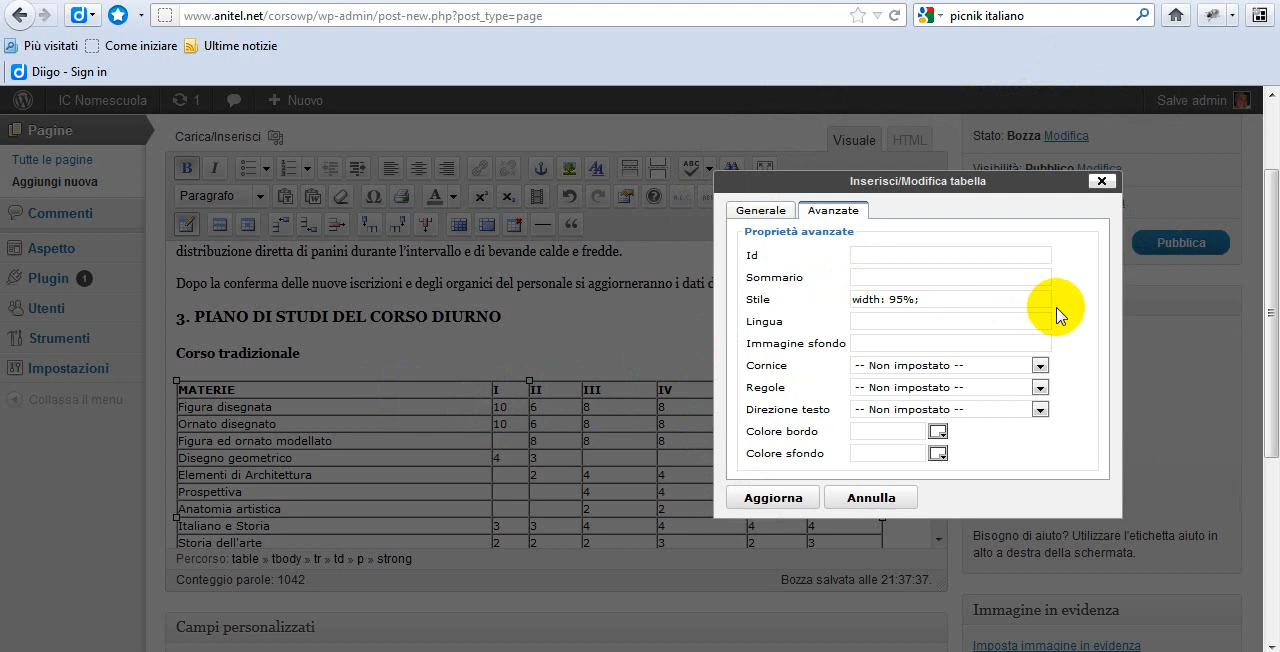 www.anitel.net/corsowp/wp-admin/post-new.php?post_type=page
picnik italiano
Più visitati Come iniziare Ultime notizie
Diigo - Sign in
IC Nomescuola 1 Nuovo Salve admin
Pagine
Tutte le pagine
Aggiungi nuova
Commenti
Aspetto
Plugin 1
Utenti
Strumenti
Impostazioni
Collassa il menu
Carica/Inserisci
Visuale HTML
Paragrafo
distribuzione diretta di panini durante l'intervallo e di bevande calde e fredde.
Dopo la conferma delle nuove iscrizioni e degli organici del personale si aggiorneranno i dati d
3. PIANO DI STUDI DEL CORSO DIURNO
Corso tradizionale
MATERIE I II III IV
Figura disegnata 10 6 8 8
Ornato disegnato 10 6 8 8
Figura ed ornato modellato 8 8 8
Disegno geometrico 4 3
Elementi di Architettura 2 4 4
Prospettiva 4 4
Anatomia artistica 2 2
Italiano e Storia 3 3 4 4 4 4
Storia dell'arte 2 2 2 3 2 3
Percorso: table » tbody » tr » td » p » strong
Conteggio parole: 1042 Bozza salvata alle 21:37:37.
Campi personalizzati
Stato: Bozza Modifica
Visibilità: Pubblico Modifica
Pubblica
Inserisci/Modifica tabella
Generale Avanzate
Proprietà avanzate
Id
Sommario
Stile width: 95%;
Lingua
Immagine sfondo
Cornice -- Non impostato --
Regole -- Non impostato --
Direzione testo -- Non impostato --
Colore bordo
Colore sfondo
Aggiorna Annulla
Bisogno di aiuto? Utilizzare l'etichetta aiuto in
alto a destra della schermata.
Immagine in evidenza
Imposta immagine in evidenza